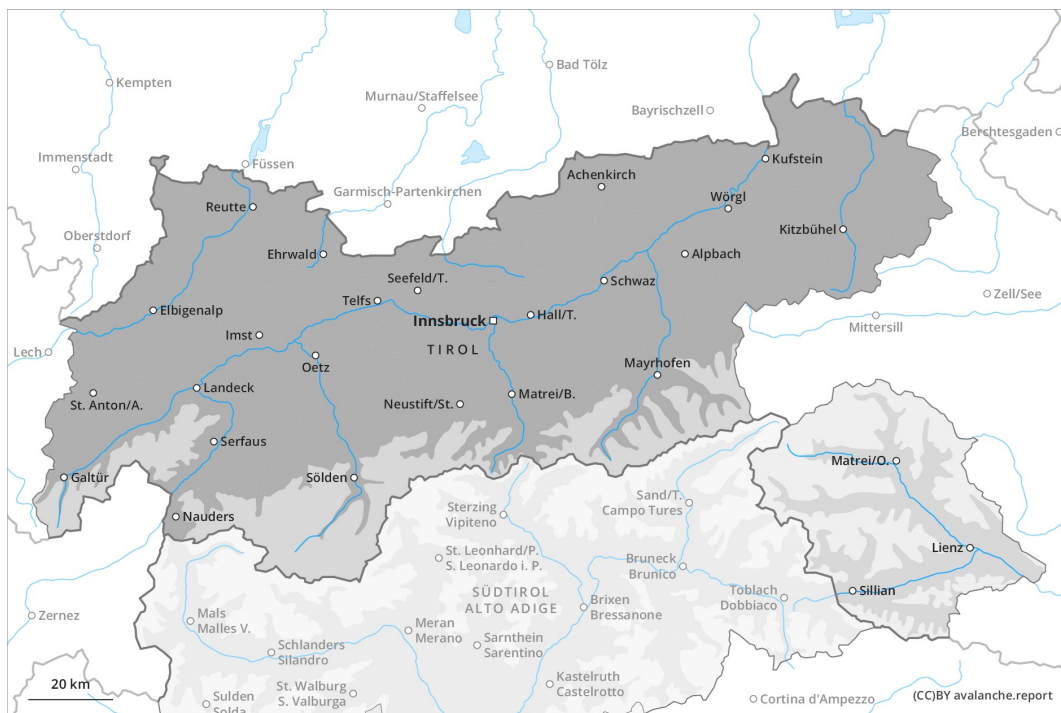 Kempten
Bad Tölz
Murnau/Staffelsee
Bayrischzell
Berchtesgaden
Immenstadt
Füssen
Kufstein
Achenkirch
Garmisch-Partenkirchen
Reutte
Wörgl
Oberstdorf
Kitzbühel
Ehrwald
Alpbach
Seefeld/T.
Schwaz
Zell/See
Telfs
Elbigenalp
Hall/T.
Innsbruck
Mittersill
Imst
TIROL
Lech
Oetz
Mayrhofen
Landeck
St. Anton/A.
Neustift/St.
Matrei/B.
Serfaus
Matrei/O.
Galtür
Sölden
Sand/T.
Campo Tures
Sterzing
Vipiteno
Nauders
Lienz
St. Leonhard/P.
S. Leonardo i. P.
Bruneck
Brunico
Sillian
SÜDTIROL
ALTO ADIGE
Toblach
Dobbiaco
Brixen
Bressanone
Zernez
Mals
Malles V.
Meran
Merano
Sarnthein
Sarentino
Schlanders
Silandro
Kastelruth
Castelrotto
20 km
St. Walburg
S. Valburga
Sulden
Solda
Cortina d'Ampezzo
(CC)BY avalanche.report